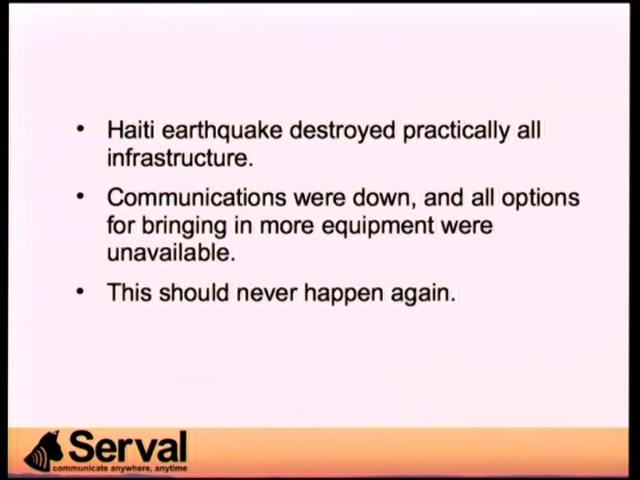 • Haiti earthquake destroyed practically all
infrastructure.
• Communications were down, and all options
for bringing in more equipment were
unavailable.
• This should never happen again.
Serval
communicate anywhere, anytime